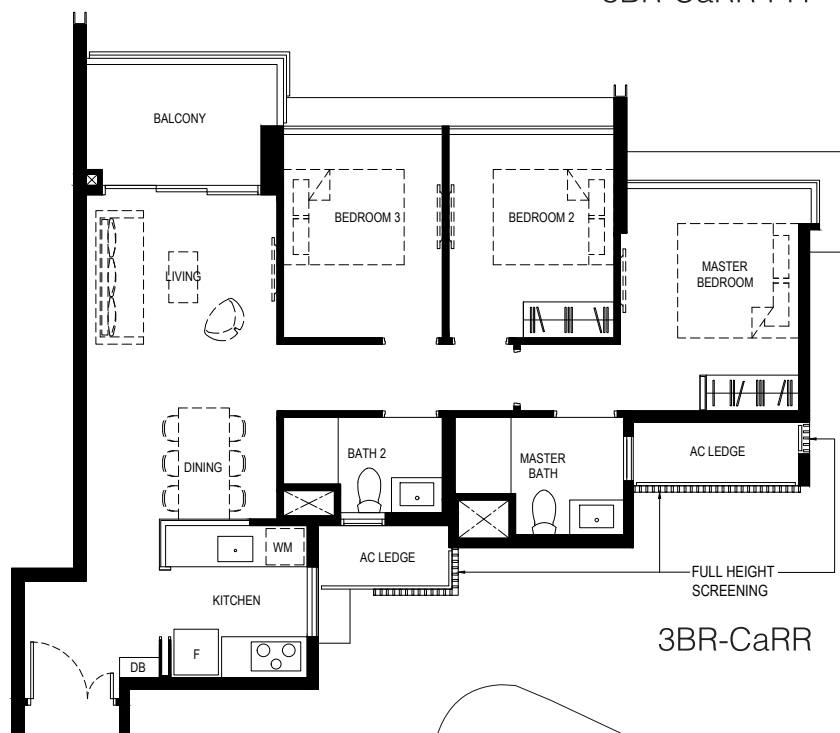 BALCONY
BEDROOM 3
BEDROOM 2
LIVING
MASTER
BEDROOM
DINING
BATH 2
MASTER
BATH
AC LEDGE
WM
AC LEDGE
KITCHEN
FULL HEIGHT
SCREENING
F
DB
3BR-CaRR